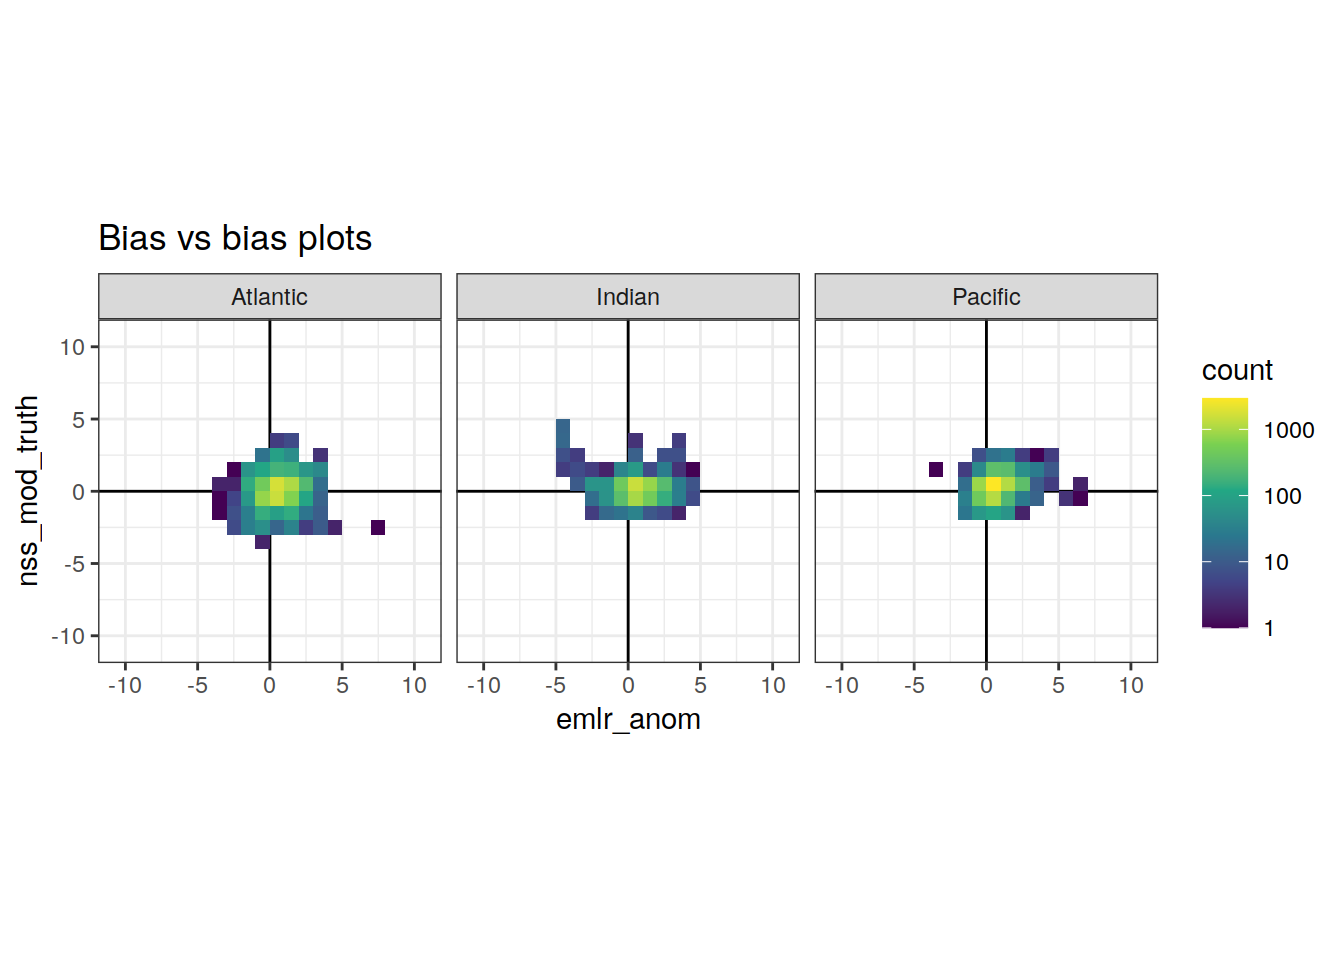 Bias vs bias plots
Atlantic
Indian
Pacific
nss_mod_truth
10
5
0
-5
-10
-10 -5 0 5 10
-10 -5 0 5 10
-10 -5 0 5 10
emlr_anom
count
1000
100
10
1